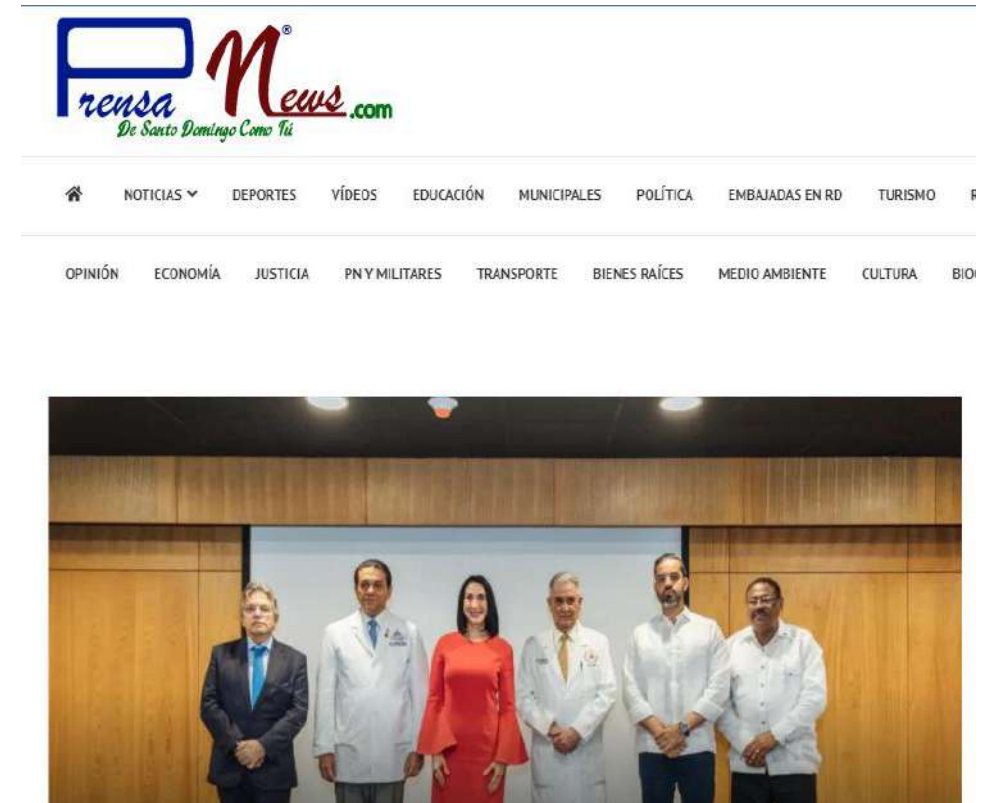 Prensa News®.com
De Santo Domingo Como Tú
NOTICIAS DEPORTES VÍDEOS EDUCACIÓN MUNICIPALES POLÍTICA EMBAJADAS EN RD TURISMO R
OPINIÓN ECONOMÍA JUSTICIA PN Y MILITARES TRANSPORTE BIENES RAÍCES MEDIO AMBIENTE CULTURA BIO